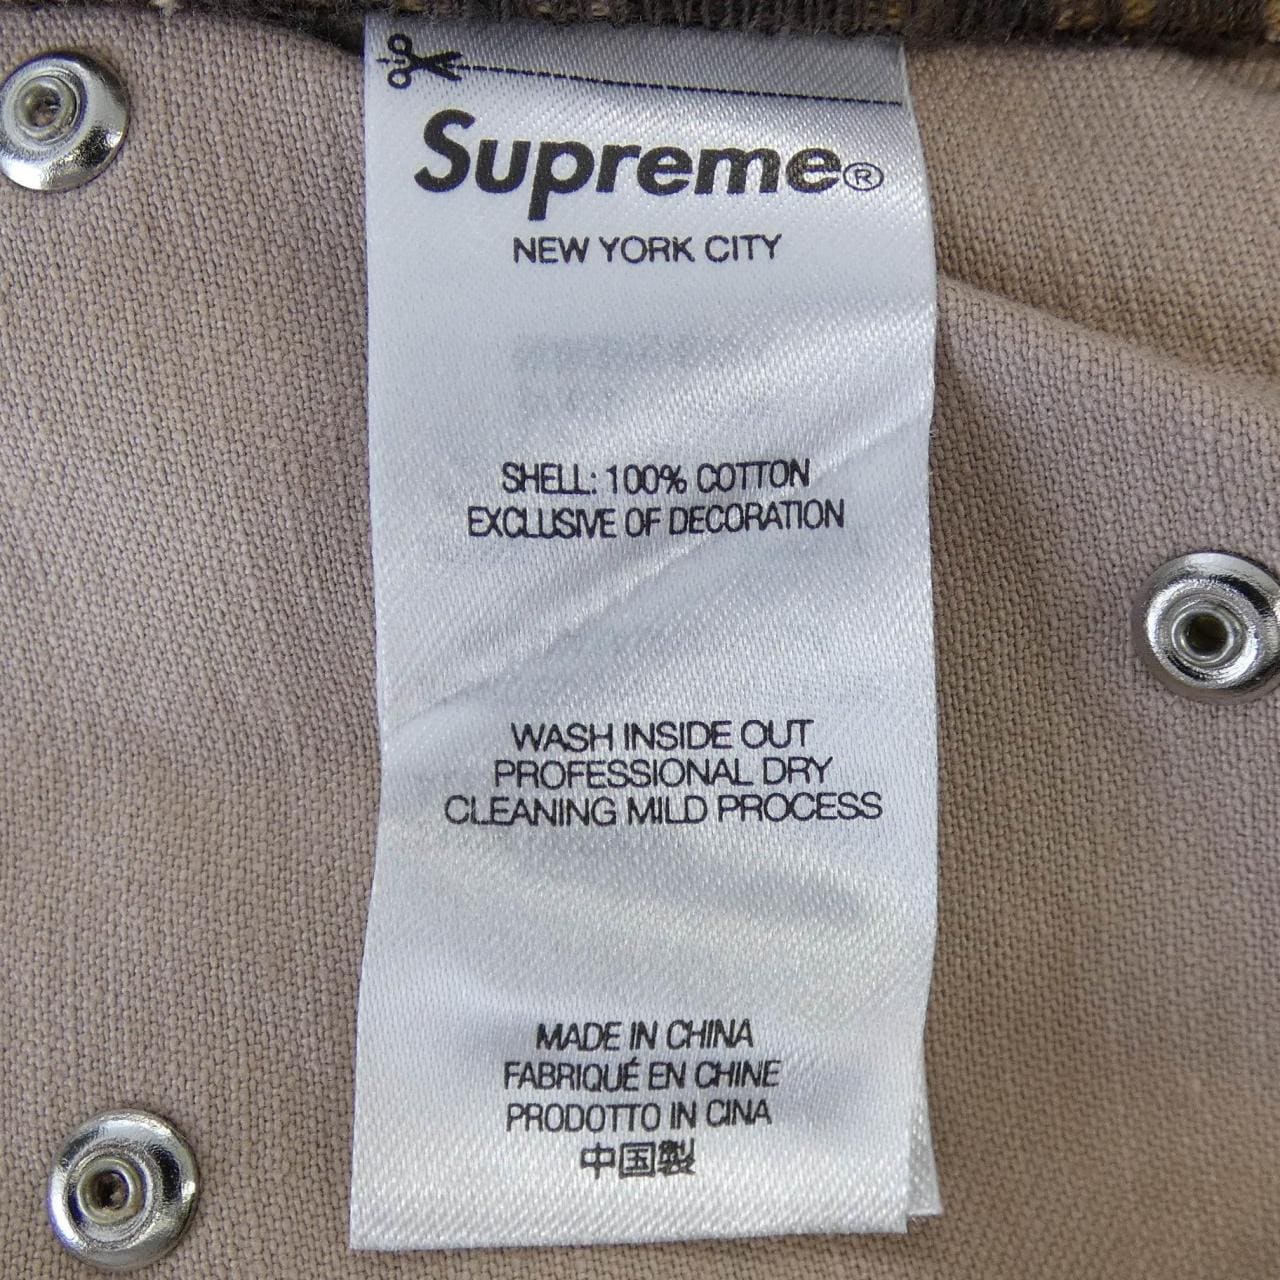 Supreme®
NEW YORK CITY
SHELL: 100% COTTON
EXCLUSIVE OF DECORATION
WASH INSIDE OUT
PROFESSIONAL DRY
CLEANING MILD PROCESS
MADE IN CHINA
FABRIQUÉ EN CHINE
PRODOTTO IN CINA
中国製